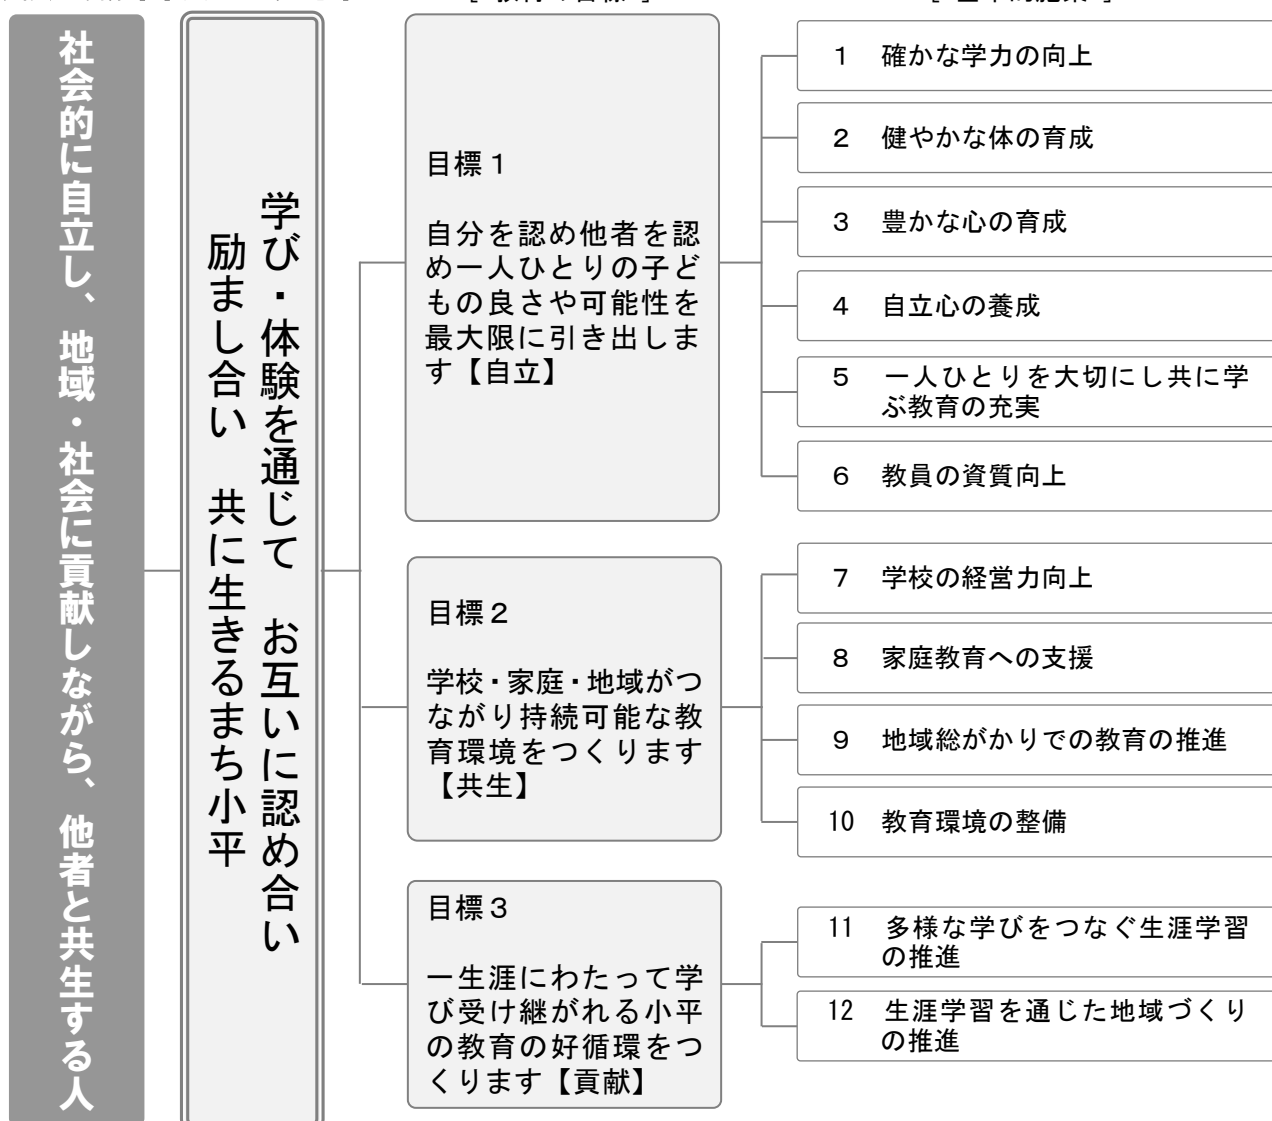 社会的に自立し、地域・社会に貢献しながら、他者と共生する人
学び・体験を通じて　お互いに認め合い
励まし合い　共に生きるまち小平
目標１
自分を認め他者を認
め一人ひとりの子ど
もの良さや可能性を
最大限に引き出しま
す【自立】
１　確かな学力の向上
２　健やかな体の育成
３　豊かな心の育成
４　自立心の養成
５　一人ひとりを大切にし共に学
ぶ教育の充実
６　教員の資質向上
目標２
学校・家庭・地域がつ
ながり持続可能な教
育環境をつくります
【共生】
７　学校の経営力向上
８　家庭教育への支援
９　地域総がかりでの教育の推進
10　教育環境の整備
目標３
一生涯にわたって学
び受け継がれる小平
の教育の好循環をつ
くります【貢献】
11　多様な学びをつなぐ生涯学習
の推進
12　生涯学習を通じた地域づくり
の推進